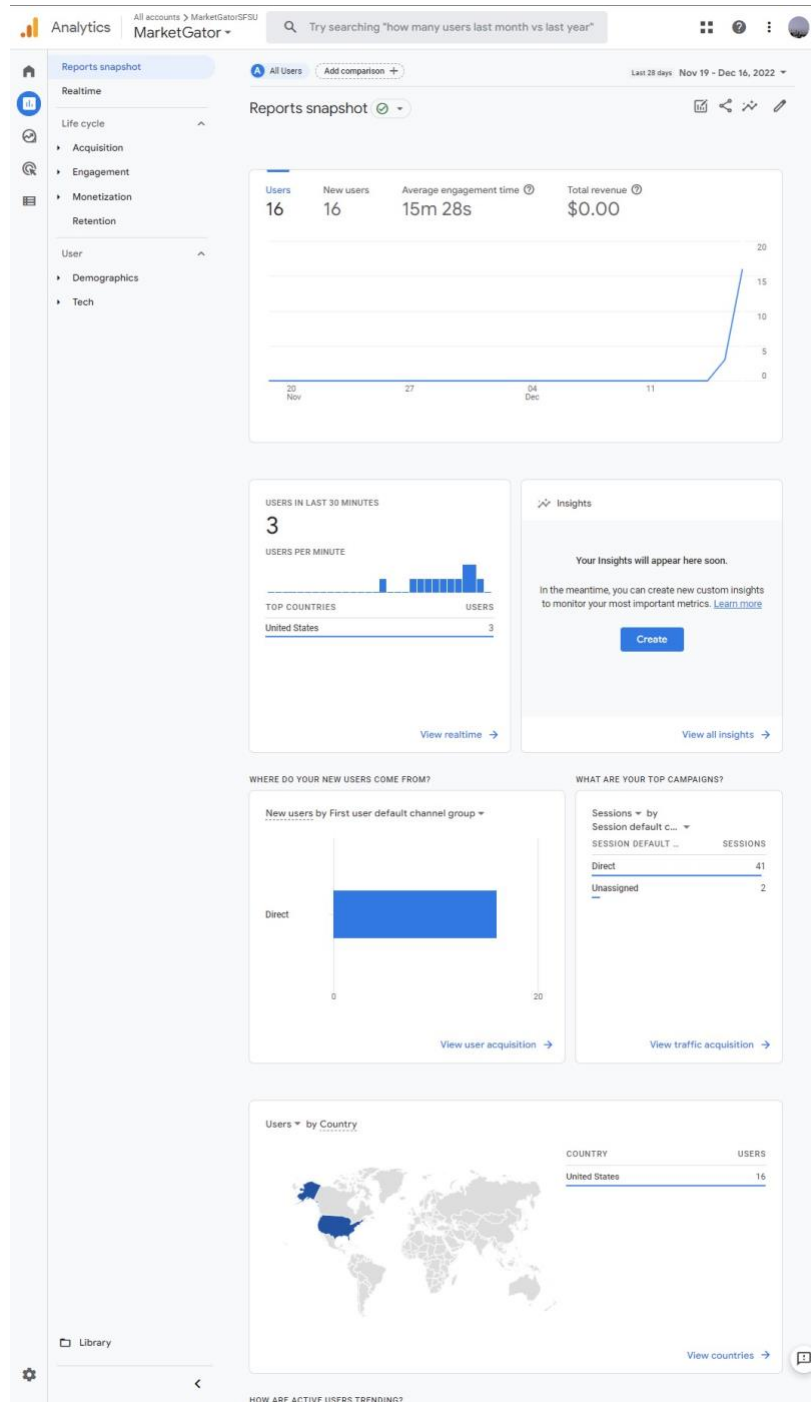 Analytics
All accounts > MarketGatorSFSU
MarketGator
Try searching "how many users last month vs last year"
Reports snapshot
Realtime
Life cycle
Acquisition
Engagement
Monetization
Retention
User
Demographics
Tech
Library
A All Users
Add comparison +
Last 28 days Nov 19 - Dec 16, 2022
Reports snapshot
Users
16
New users
16
Average engagement time
15m 28s
Total revenue
$0.00
20
15
10
5
0
20
Nov
27
04
Dec
11
USERS IN LAST 30 MINUTES
3
USERS PER MINUTE
TOP COUNTRIES USERS
United States 3
View realtime →
Insights
Your Insights will appear here soon.
In the meantime, you can create new custom insights
to monitor your most important metrics. Learn more
Create
View all insights →
WHERE DO YOUR NEW USERS COME FROM?
New users by First user default channel group
Direct
0
20
View user acquisition →
WHAT ARE YOUR TOP CAMPAIGNS?
Sessions by
Session default c...
SESSION DEFAULT ... SESSIONS
Direct 41
Unassigned 2
View traffic acquisition →
Users by Country
COUNTRY USERS
United States 16
View countries →
HOW ARE ACTIVE USERS TRENDING?